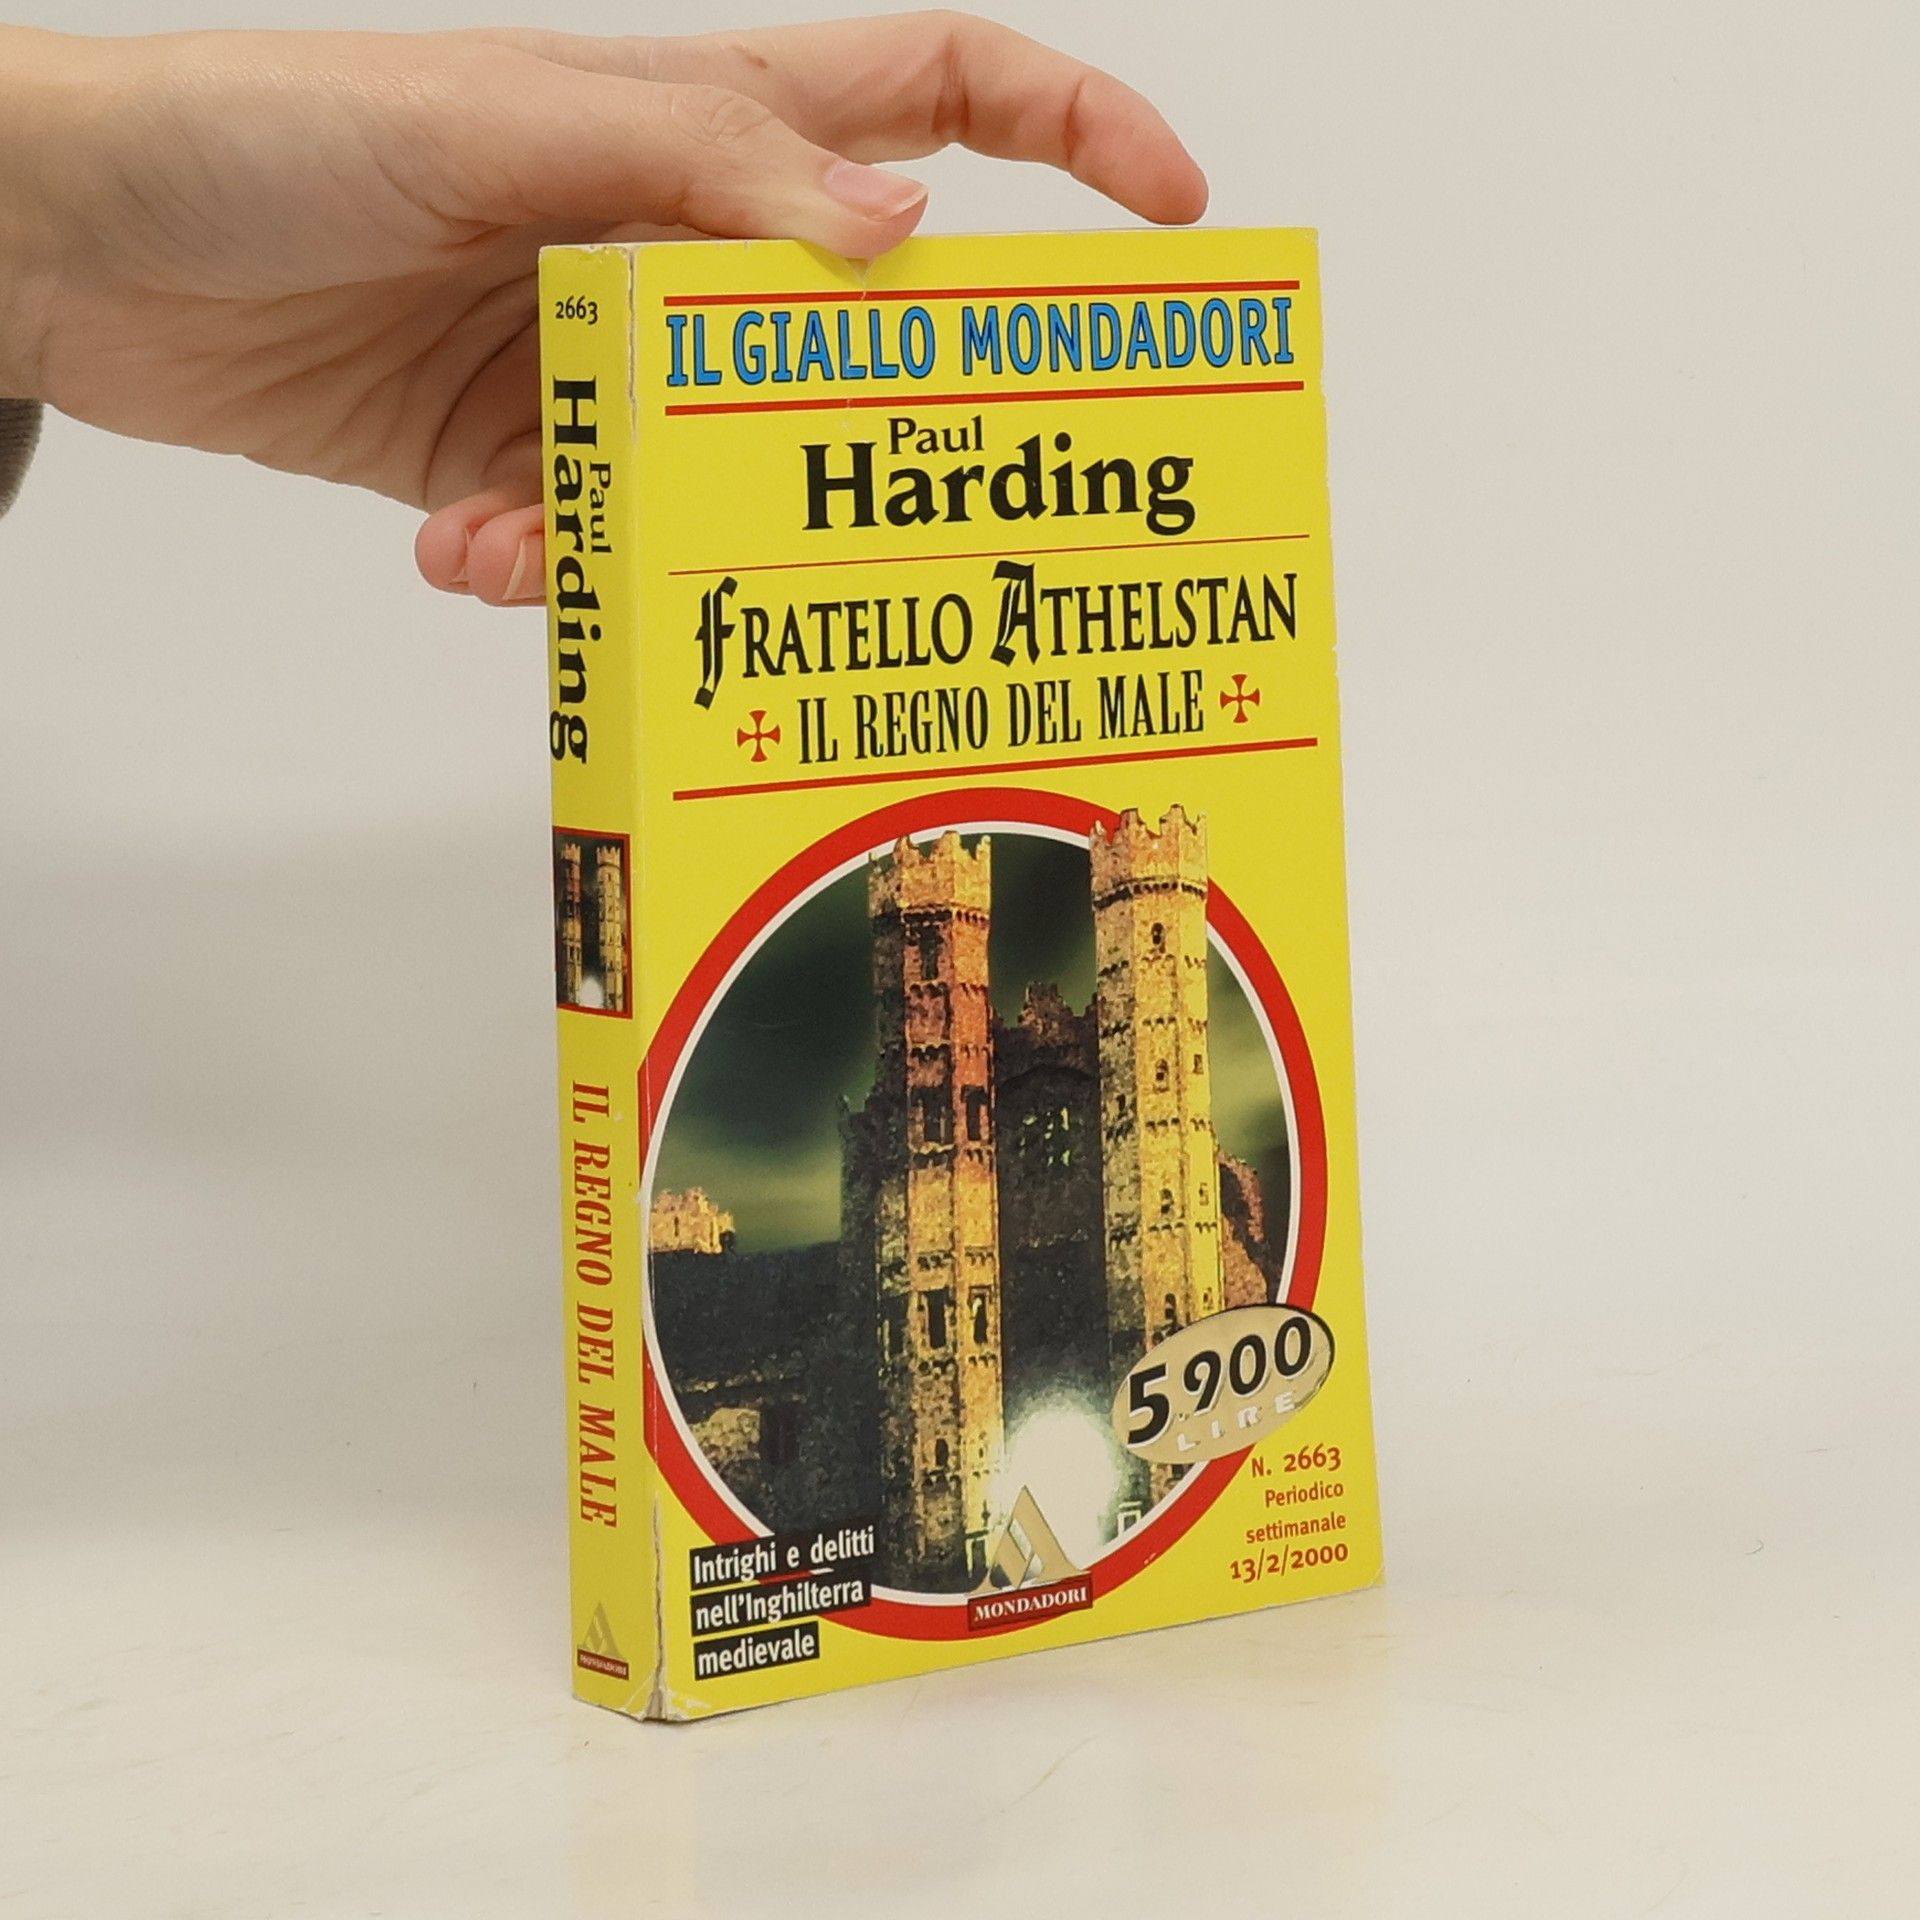 2663
Paul
Harding
IL REGNO DEL MALE
IL GIALLO MONDADORI
Paul
Harding
FRATELLO ATHELSTAN
IL REGNO DEL MALE
5.900
LIRE
N. 2663
Periodico
settimanale
13/2/2000
Intrighi e delitti
nell'Inghilterra
medievale
MONDADORI